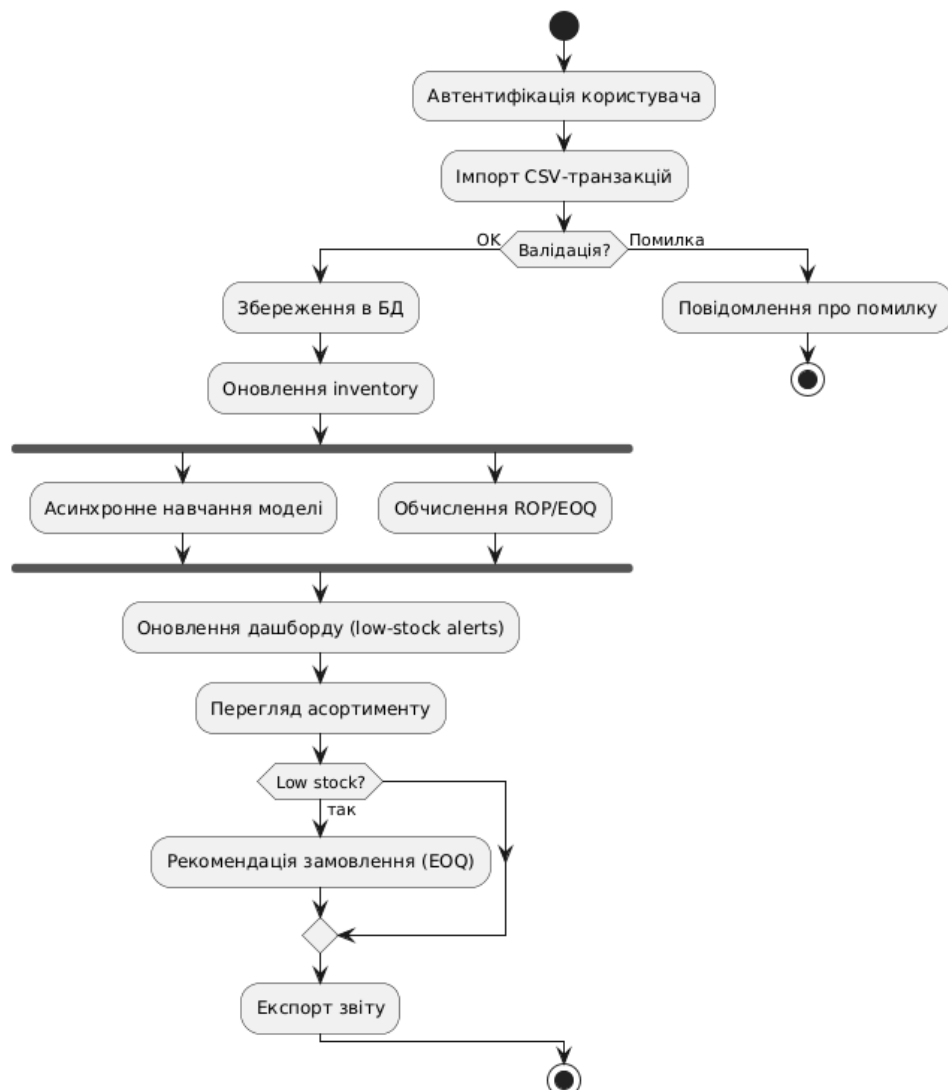 Автентифікація користувача
Імпорт CSV-транзакцій
OK
Валідація?
Помилка
Збереження в БД
Повідомлення про помилку
Оновлення inventory
Асинхронне навчання моделі
Обчислення ROP/EOQ
Оновлення дашборду (low-stock alerts)
Перегляд асортименту
Low stock?
так
Рекомендація замовлення (EOQ)
Експорт звіту